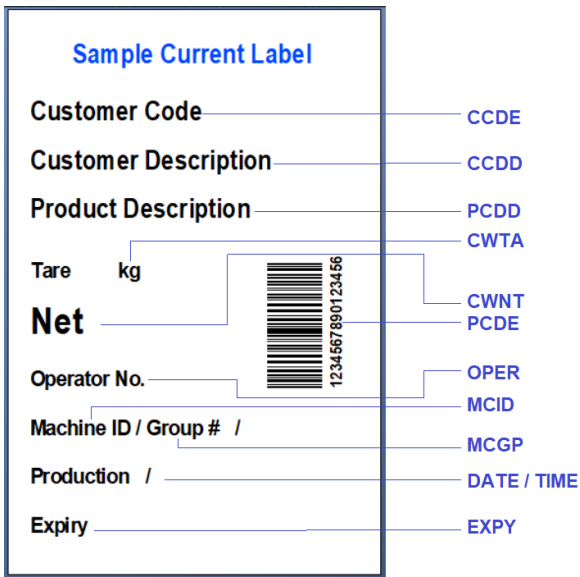 Sample Current Label
Customer Code CCDE
Customer Description CCDD
Product Description PCDD
CWTA
Tare kg
Net CWNT
1234567890123456 PCDE
Operator No. OPER
Machine ID / Group # / MCID
MCGP
Production / DATE / TIME
Expiry EXPY